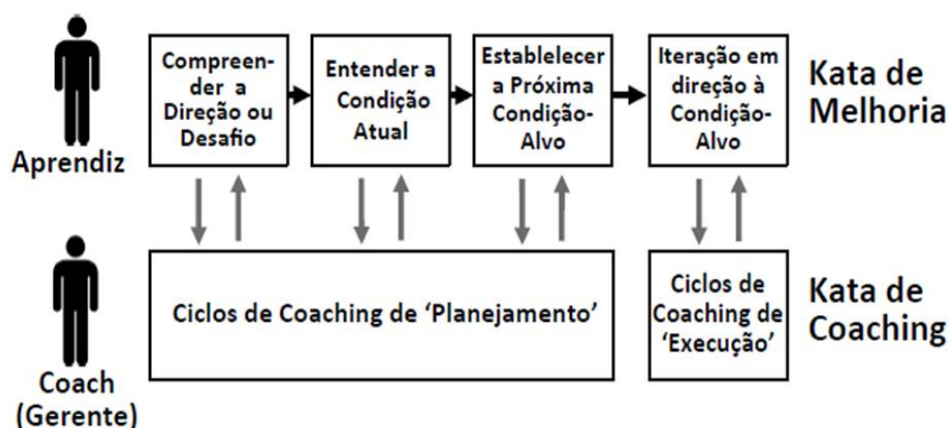 Aprendiz
Compreen-
der a
Direção ou
Desafio
Entender a
Condição
Atual
Establelecer
a Próxima
Condição-
Alvo
Iteração em
direção à
Condição-
Alvo
Kata de
Melhoria
Coach
(Gerente)
Ciclos de Coaching de ‘Planejamento’
Ciclos de
Coaching de
‘Execução’
Kata de
Coaching